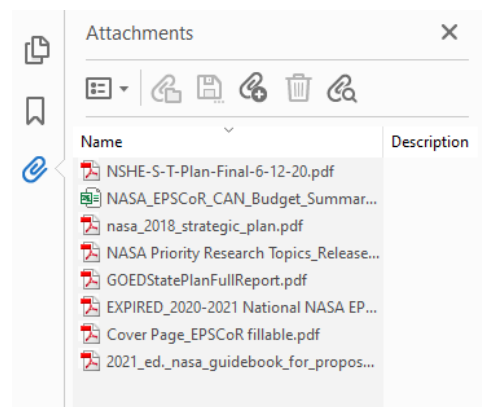 Attachments
Name Description
NSHE-S-T-Plan-Final-6-12-20.pdf
NASA_EPSCoR_CAN_Budget_Summar...
nasa_2018_strategic_plan.pdf
NASA Priority Research Topics_Release...
GOEDStatePlanFullReport.pdf
EXPIRED_2020-2021 National NASA EP...
Cover Page_EPSCoR fillable.pdf
2021_ed._nasa_guidebook_for_propos...